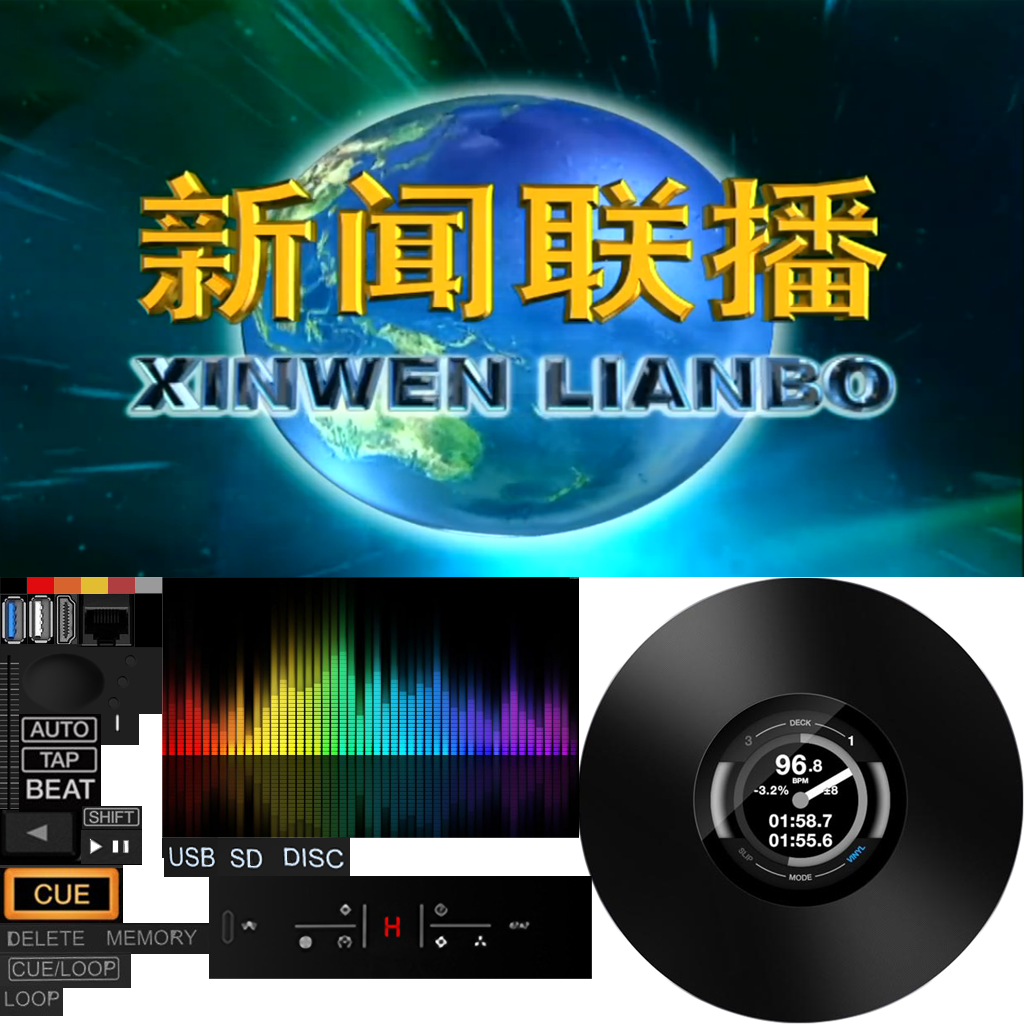 新闻联播
XINWEN LIANBO
AUTO
TAP
BEAT
SHIFT
CUE
DELETE MEMORY
CUE/LOOP
LOOP
USB SD DISC
H
DECK
3 1
96.8
BPM
-3.2% ±8
01:58.7
01:55.6
SLIP VINYL
MODE